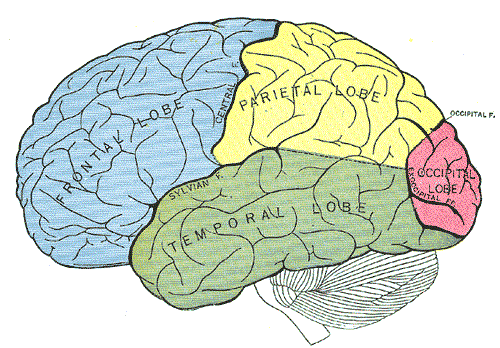 FRONTAL LOBE
CENTRAL F.
PARIETAL LOBE
OCCIPITAL F.
OCCIPITAL
LOBE
SYLVIAN F.
TEMPORAL LOBE